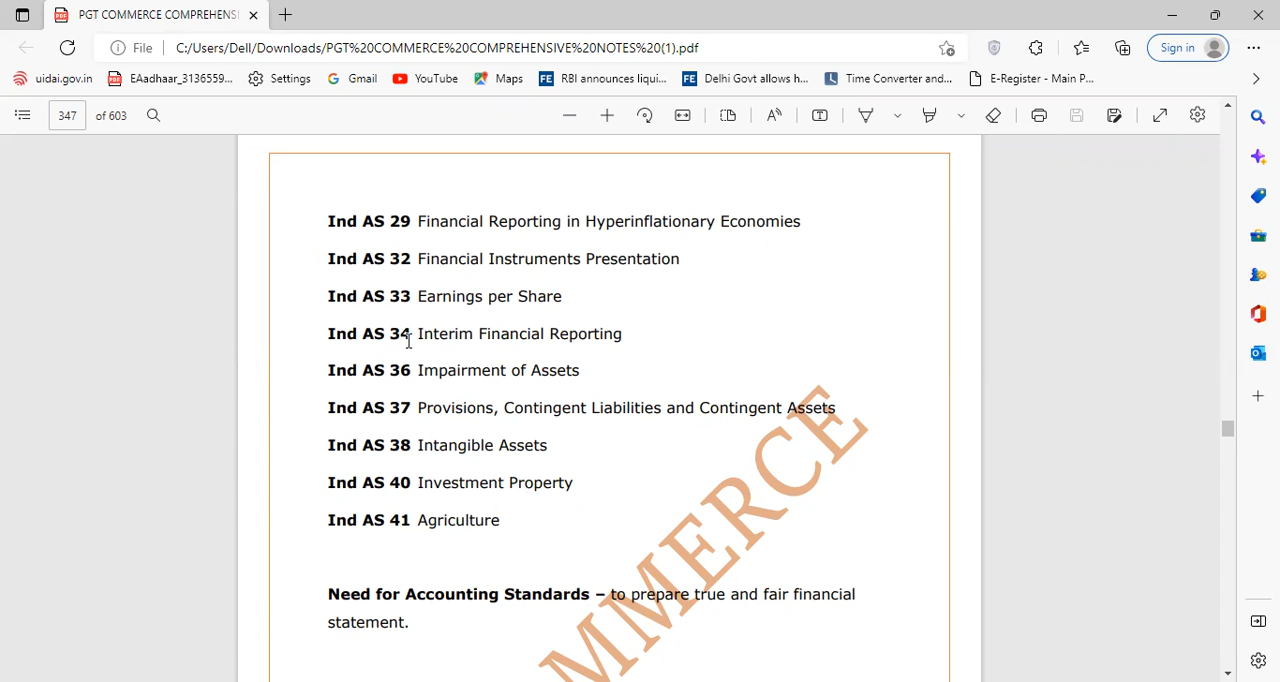 PGT COMMERCE COMPREHENSI
File
C:/Users/Dell/Downloads/PGT%20COMMERCE%20COMPREHENSIVE%20NOTES%20(1).pdf
Sign in
uidai.gov.in
EAadhaar_3136559...
Settings
Gmail
YouTube
Maps
RBI announces liqui...
Delhi Govt allows h...
Time Converter and...
E-Register - Main P...
347 of 603
Ind AS 29 Financial Reporting in Hyperinflationary Economies
Ind AS 32 Financial Instruments Presentation
Ind AS 33 Earnings per Share
Ind AS 34 Interim Financial Reporting
Ind AS 36 Impairment of Assets
Ind AS 37 Provisions, Contingent Liabilities and Contingent Assets
Ind AS 38 Intangible Assets
Ind AS 40 Investment Property
Ind AS 41 Agriculture
Need for Accounting Standards – to prepare true and fair financial
statement.
MMERCE